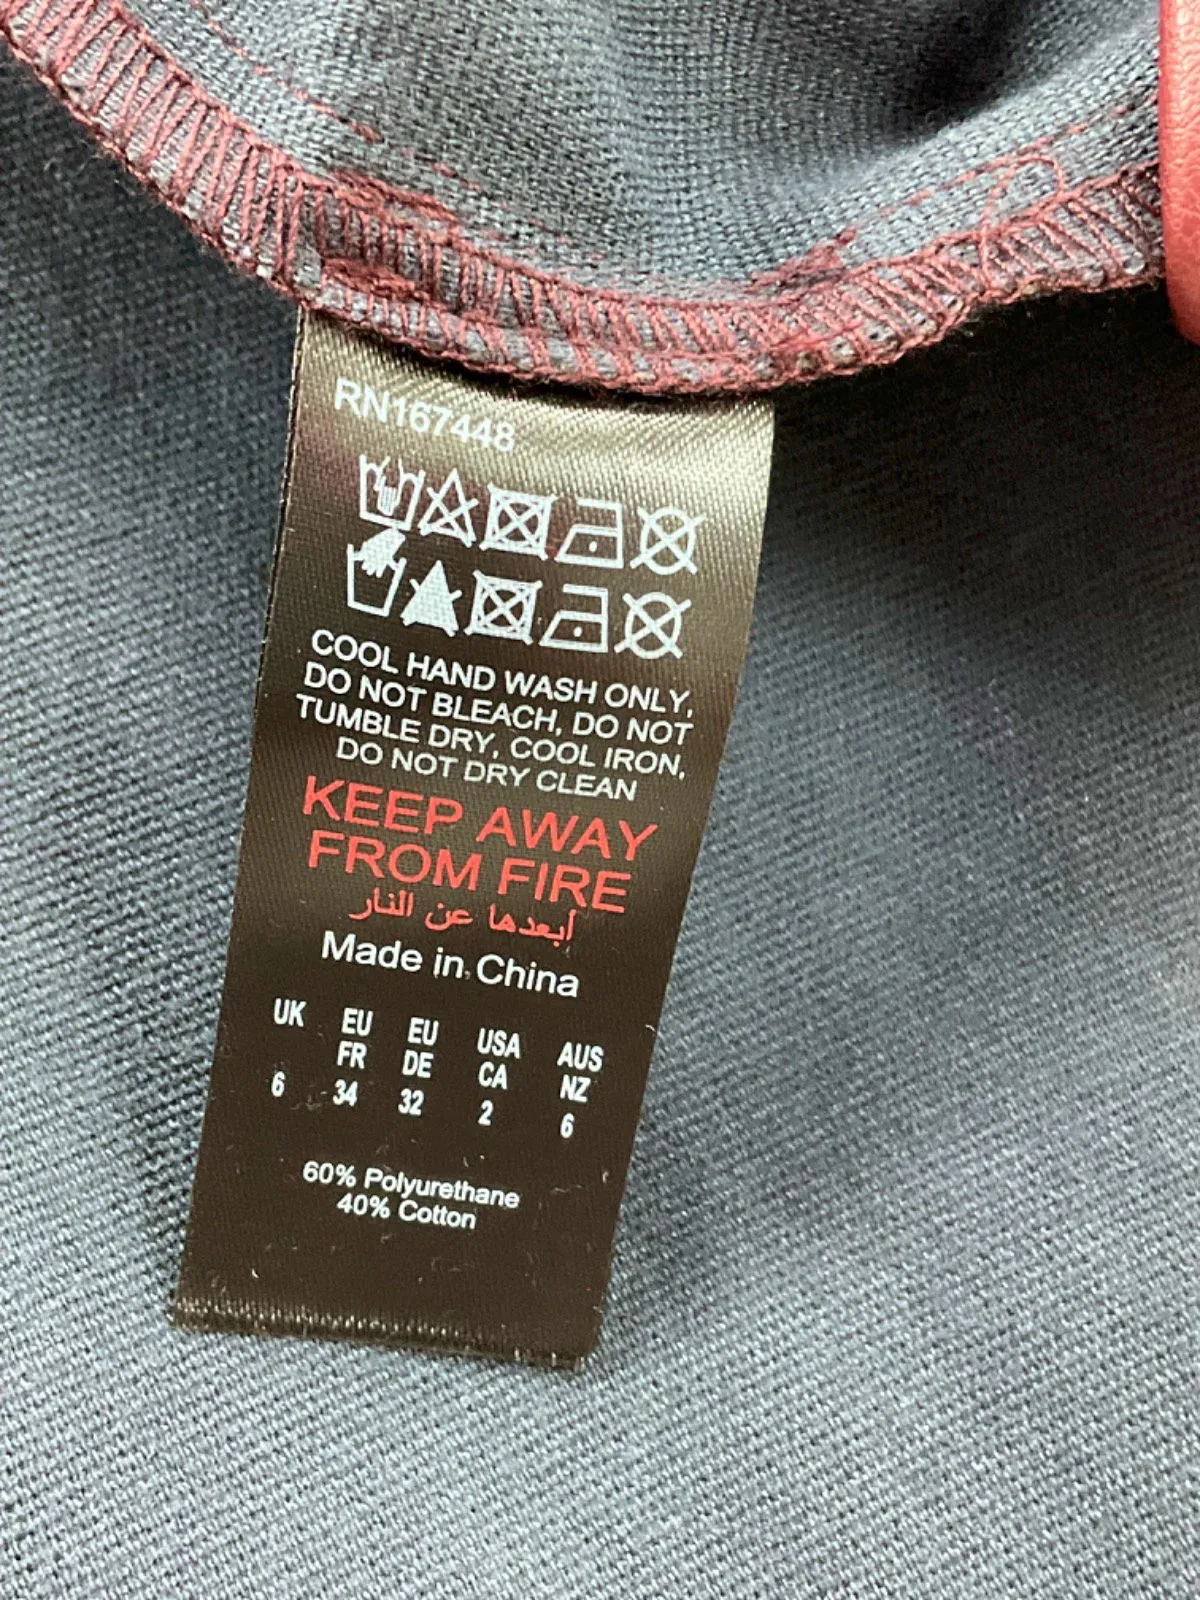 RN167448
COOL HAND WASH ONLY,
DO NOT BLEACH, DO NOT
TUMBLE DRY, COOL IRON,
DO NOT DRY CLEAN
KEEP AWAY
FROM FIRE
أبعدها عن النار
Made in China
UK EU EU USA AUS
FR DE CA NZ
6 34 32 2 6
60% Polyurethane
40% Cotton